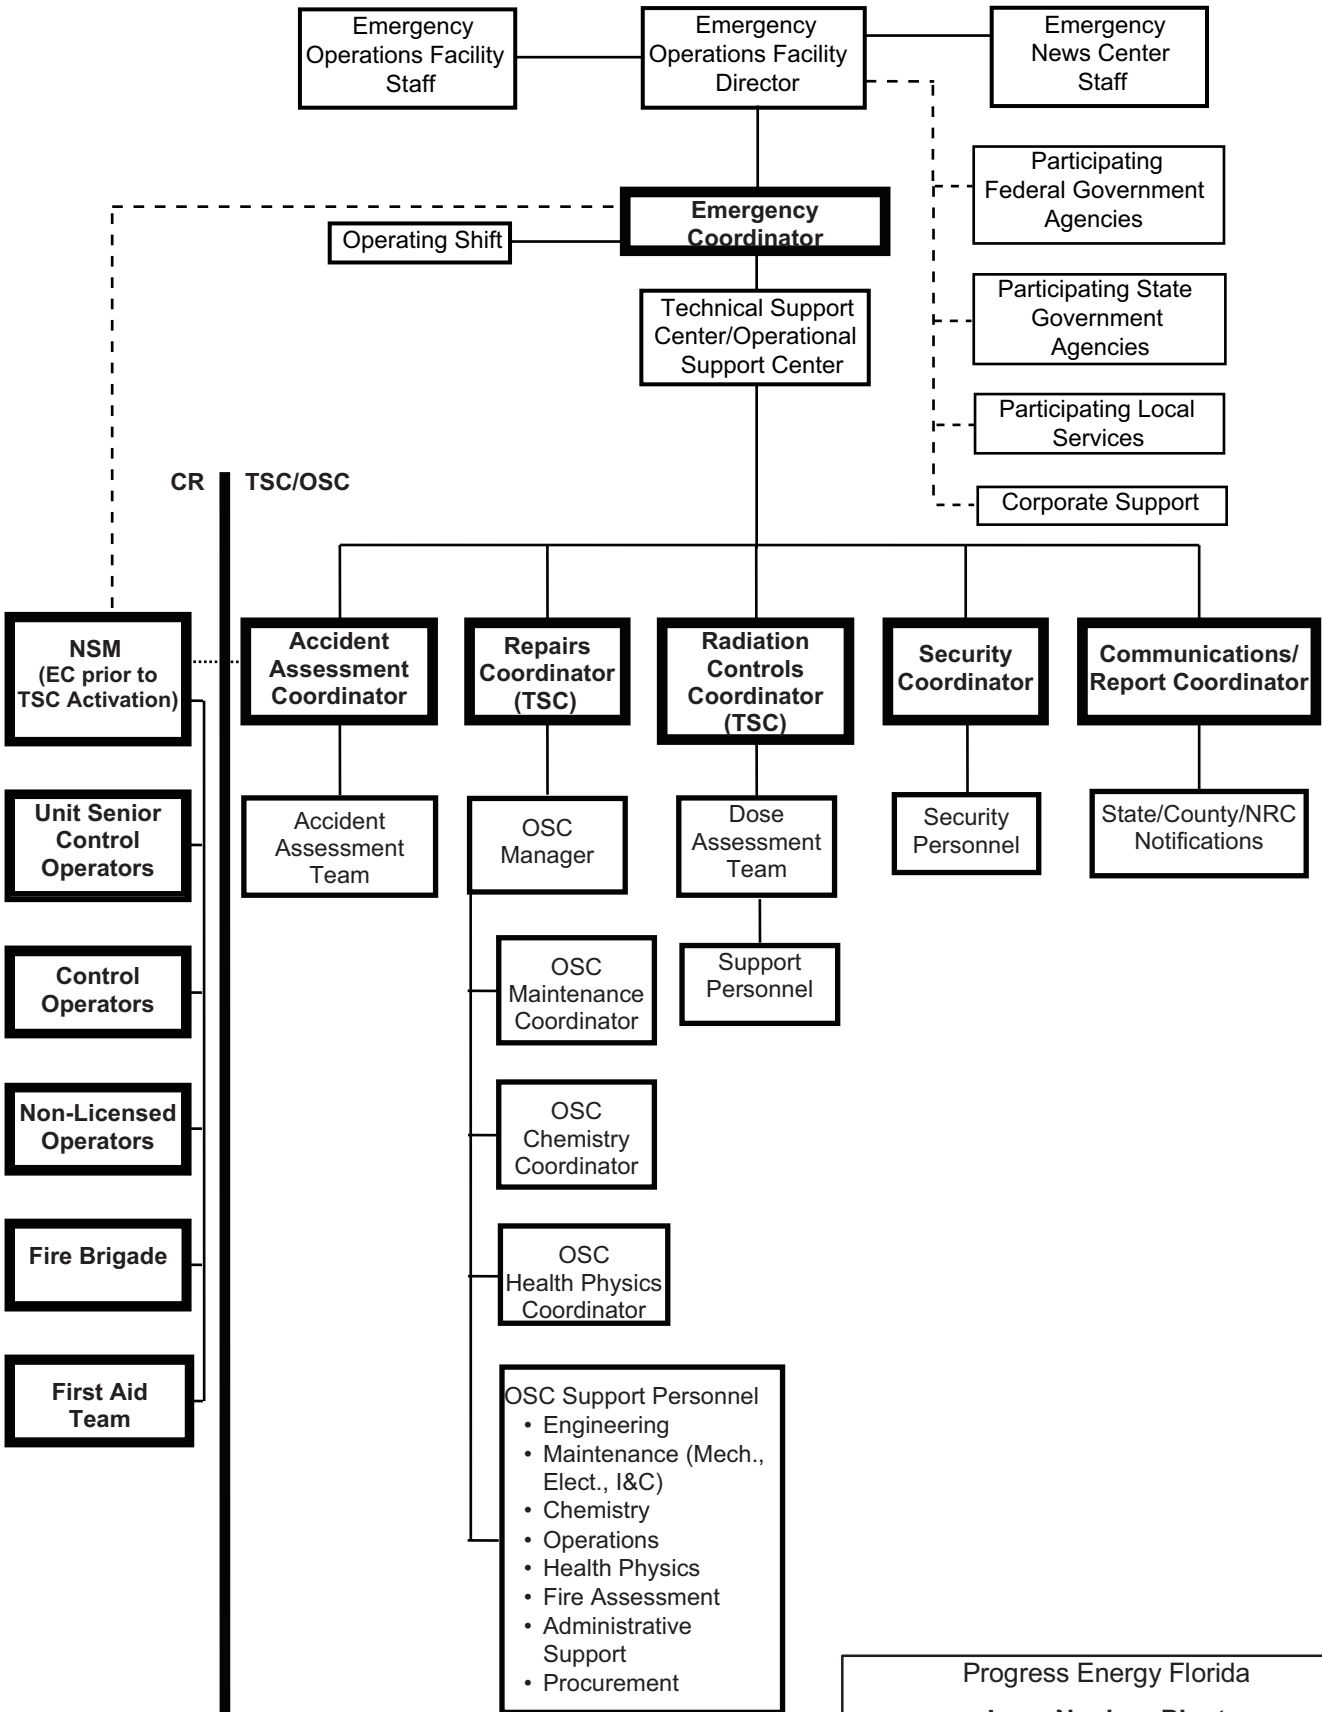 Emergency
Operations Facility
Staff
Emergency
Operations Facility
Director
Emergency
News Center
Staff
Participating
Federal Government
Agencies
Emergency
Coordinator
Operating Shift
Participating State
Government
Agencies
Technical Support
Center/Operational
Support Center
Participating Local
Services
CR
TSC/OSC
Corporate Support
NSM
(EC prior to
TSC Activation)
Accident
Assessment
Coordinator
Repairs
Coordinator
(TSC)
Radiation
Controls
Coordinator
(TSC)
Security
Coordinator
Communications/
Report Coordinator
Unit Senior
Control
Operators
Accident
Assessment
Team
OSC
Manager
Dose
Assessment
Team
Security
Personnel
State/County/NRC
Notifications
Control
Operators
OSC
Maintenance
Coordinator
Support
Personnel
Non-Licensed
Operators
OSC
Chemistry
Coordinator
Fire Brigade
OSC
Health Physics
Coordinator
First Aid
Team
OSC Support Personnel
• Engineering
• Maintenance (Mech.,
Elect., I&C)
• Chemistry
• Operations
• Health Physics
• Fire Assessment
• Administrative
Support
• Procurement
Progress Energy Florida